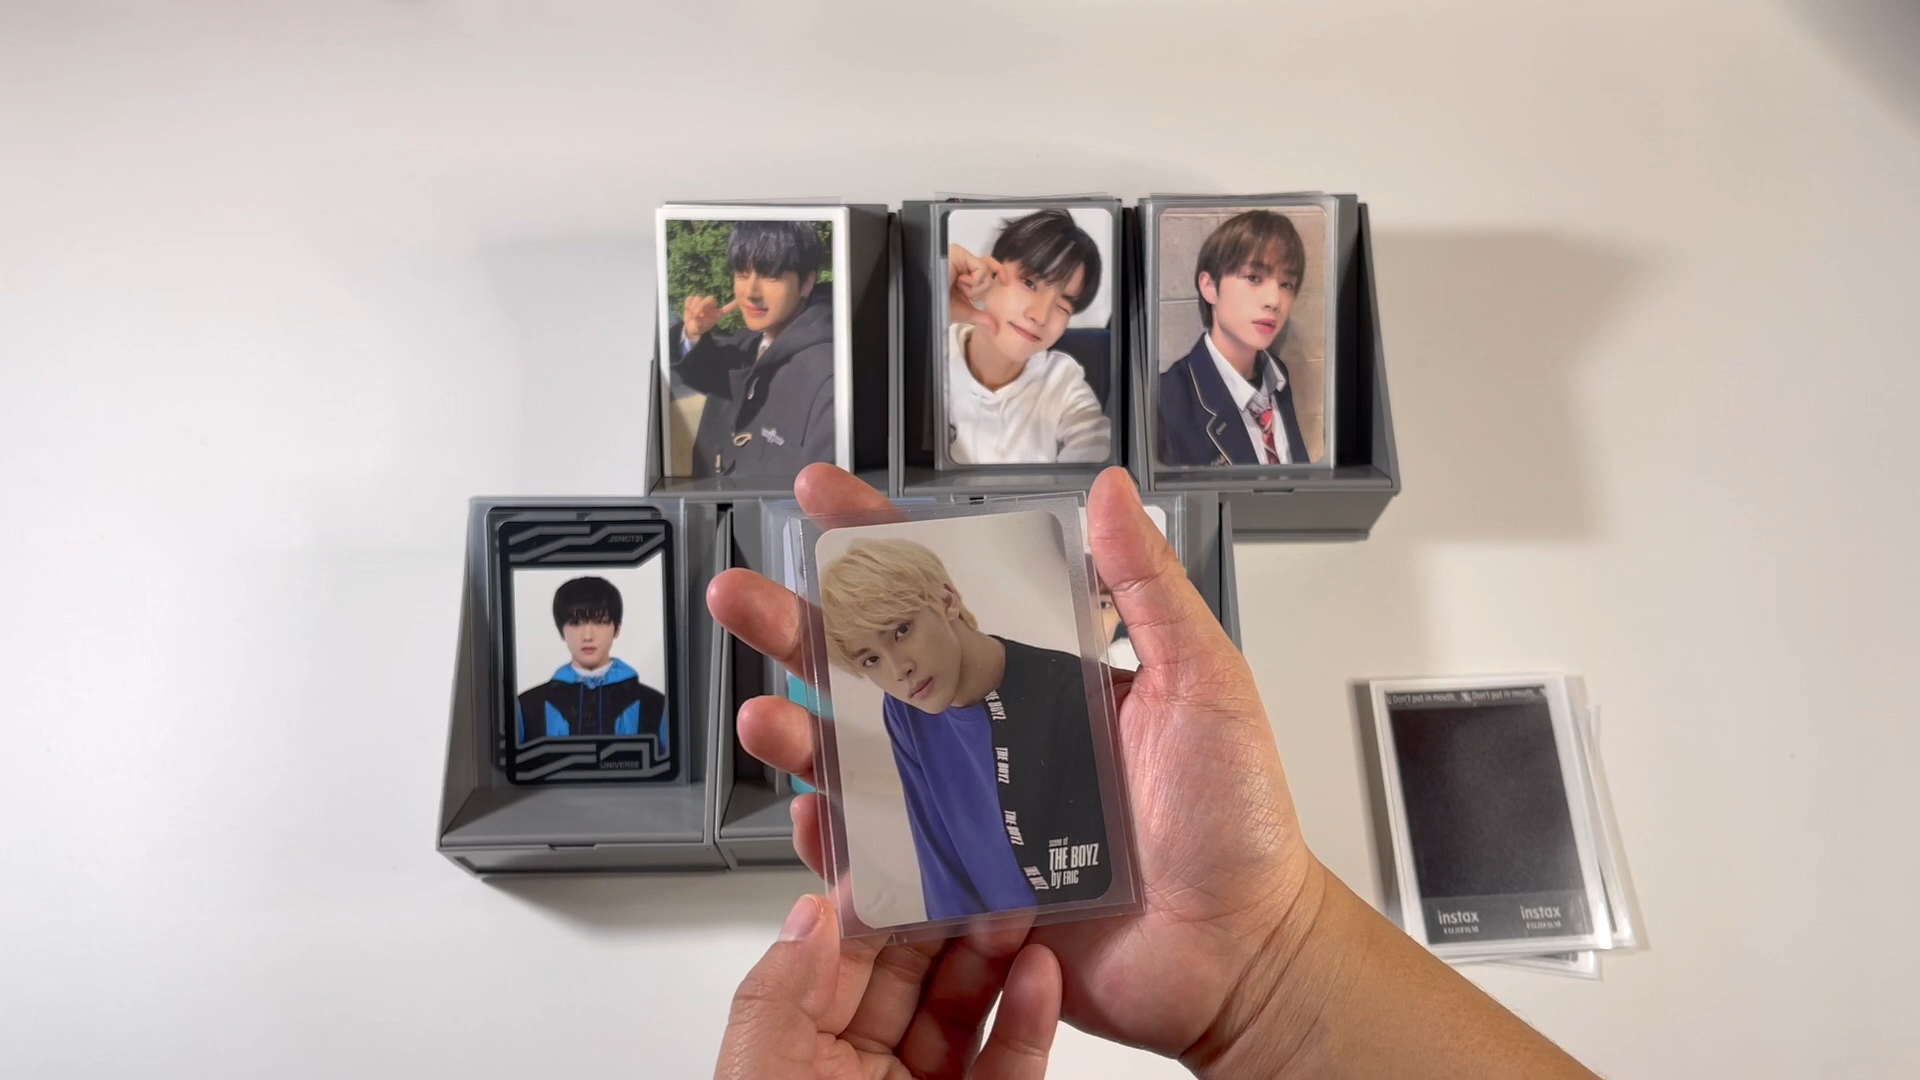 UNIVERSE
THE BOYZ
THE BOYZ
THE BOYZ
scene of
THE BOYZ
by ERIC
Don't put in mouth.
Don't put in mouth.
instax
FUJIFILM
instax
FUJIFILM